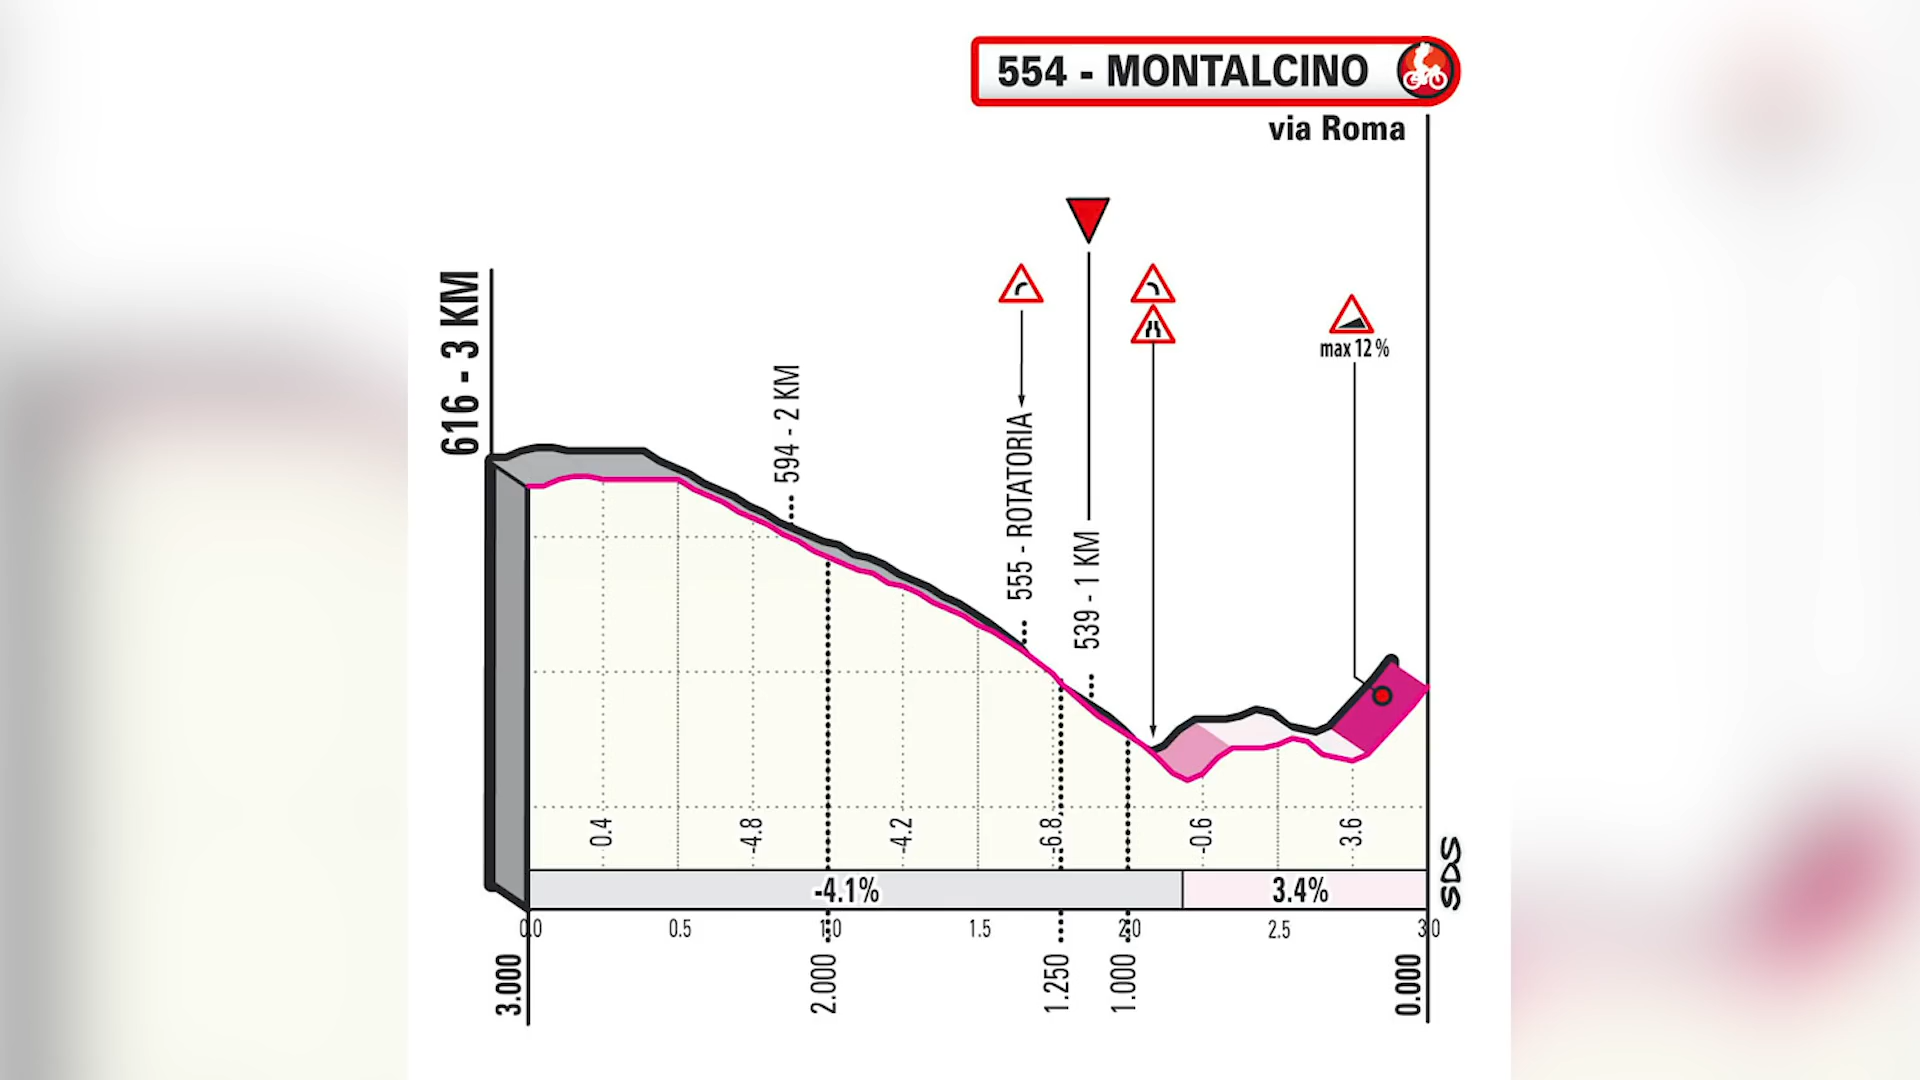 554 - MONTALCINO
via Roma
616 - 3 KM
594 - 2 KM
555 - ROTATORIA
539 - 1 KM
max 12 %
0.4
-4.8
-4.2
-6.8
-0.6
3.6
-4.1%
3.4%
SDS
0.0
0.5
1.0
1.5
2.0
2.5
3.0
3.000
2.000
1.250
1.000
0.000